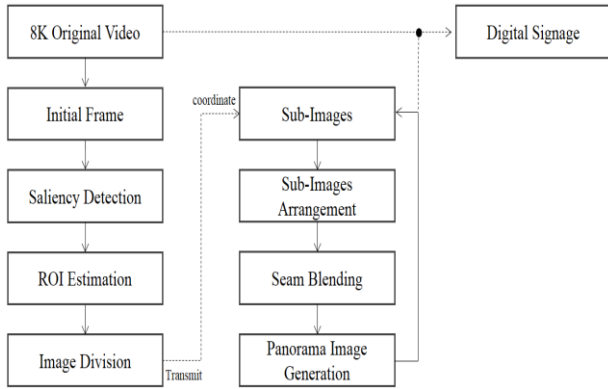 8K Original Video
Digital Signage
Initial Frame
coordinate
Sub-Images
Saliency Detection
Sub-Images
Arrangement
ROI Estimation
Seam Blending
Image Division
Transmit
Panorama Image
Generation